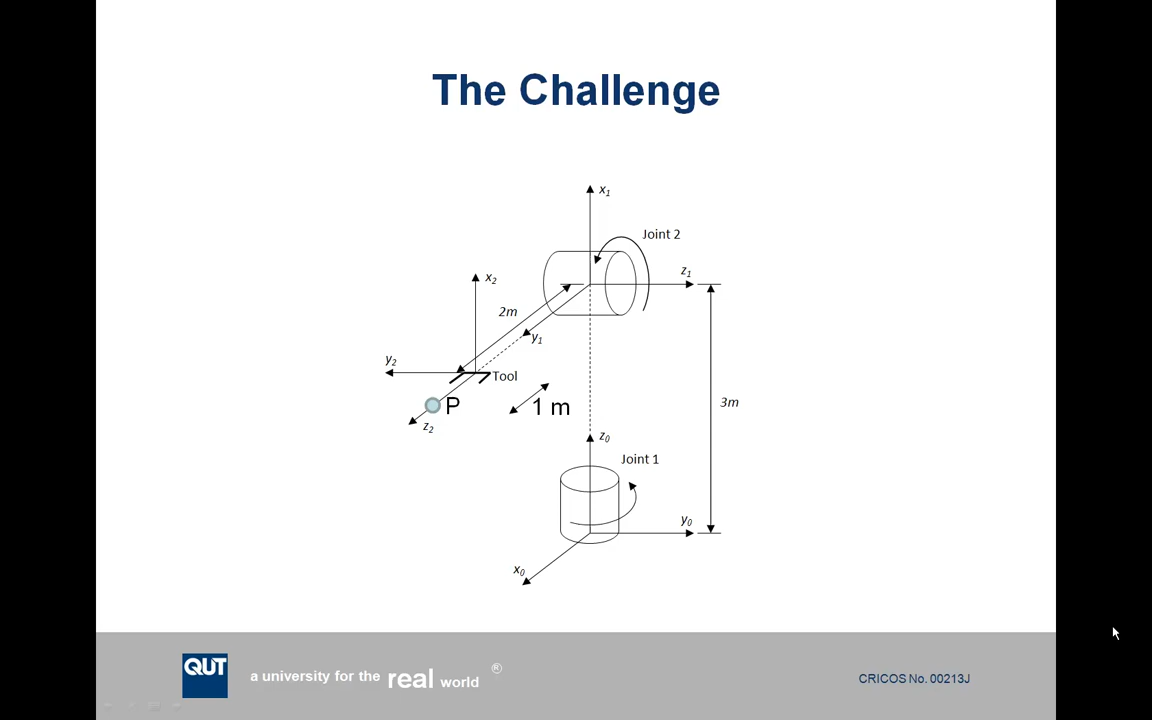 The Challenge
x1
Joint 2
z1
x2
2m
y1
y2
Tool
P
1 m
z2
3m
z0
Joint 1
y0
x0
QUT
a university for the real world ®
CRICOS No. 00213J